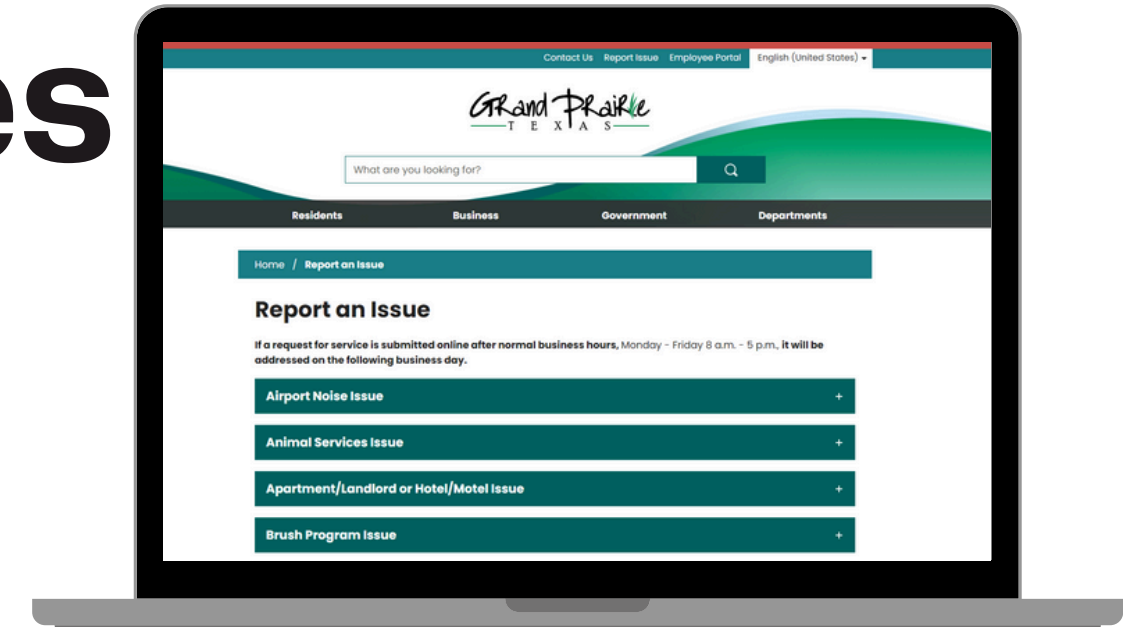 es
Contact Us Report Issue Employee Portal English (United States)
Grand Prairie
TEXAS
What are you looking for?
Residents Business Government Departments
Home / Report an Issue
Report an Issue
If a request for service is submitted online after normal business hours, Monday - Friday 8 a.m. - 5 p.m., it will be
addressed on the following business day.
Airport Noise Issue +
Animal Services Issue +
Apartment/Landlord or Hotel/Motel Issue +
Brush Program Issue +